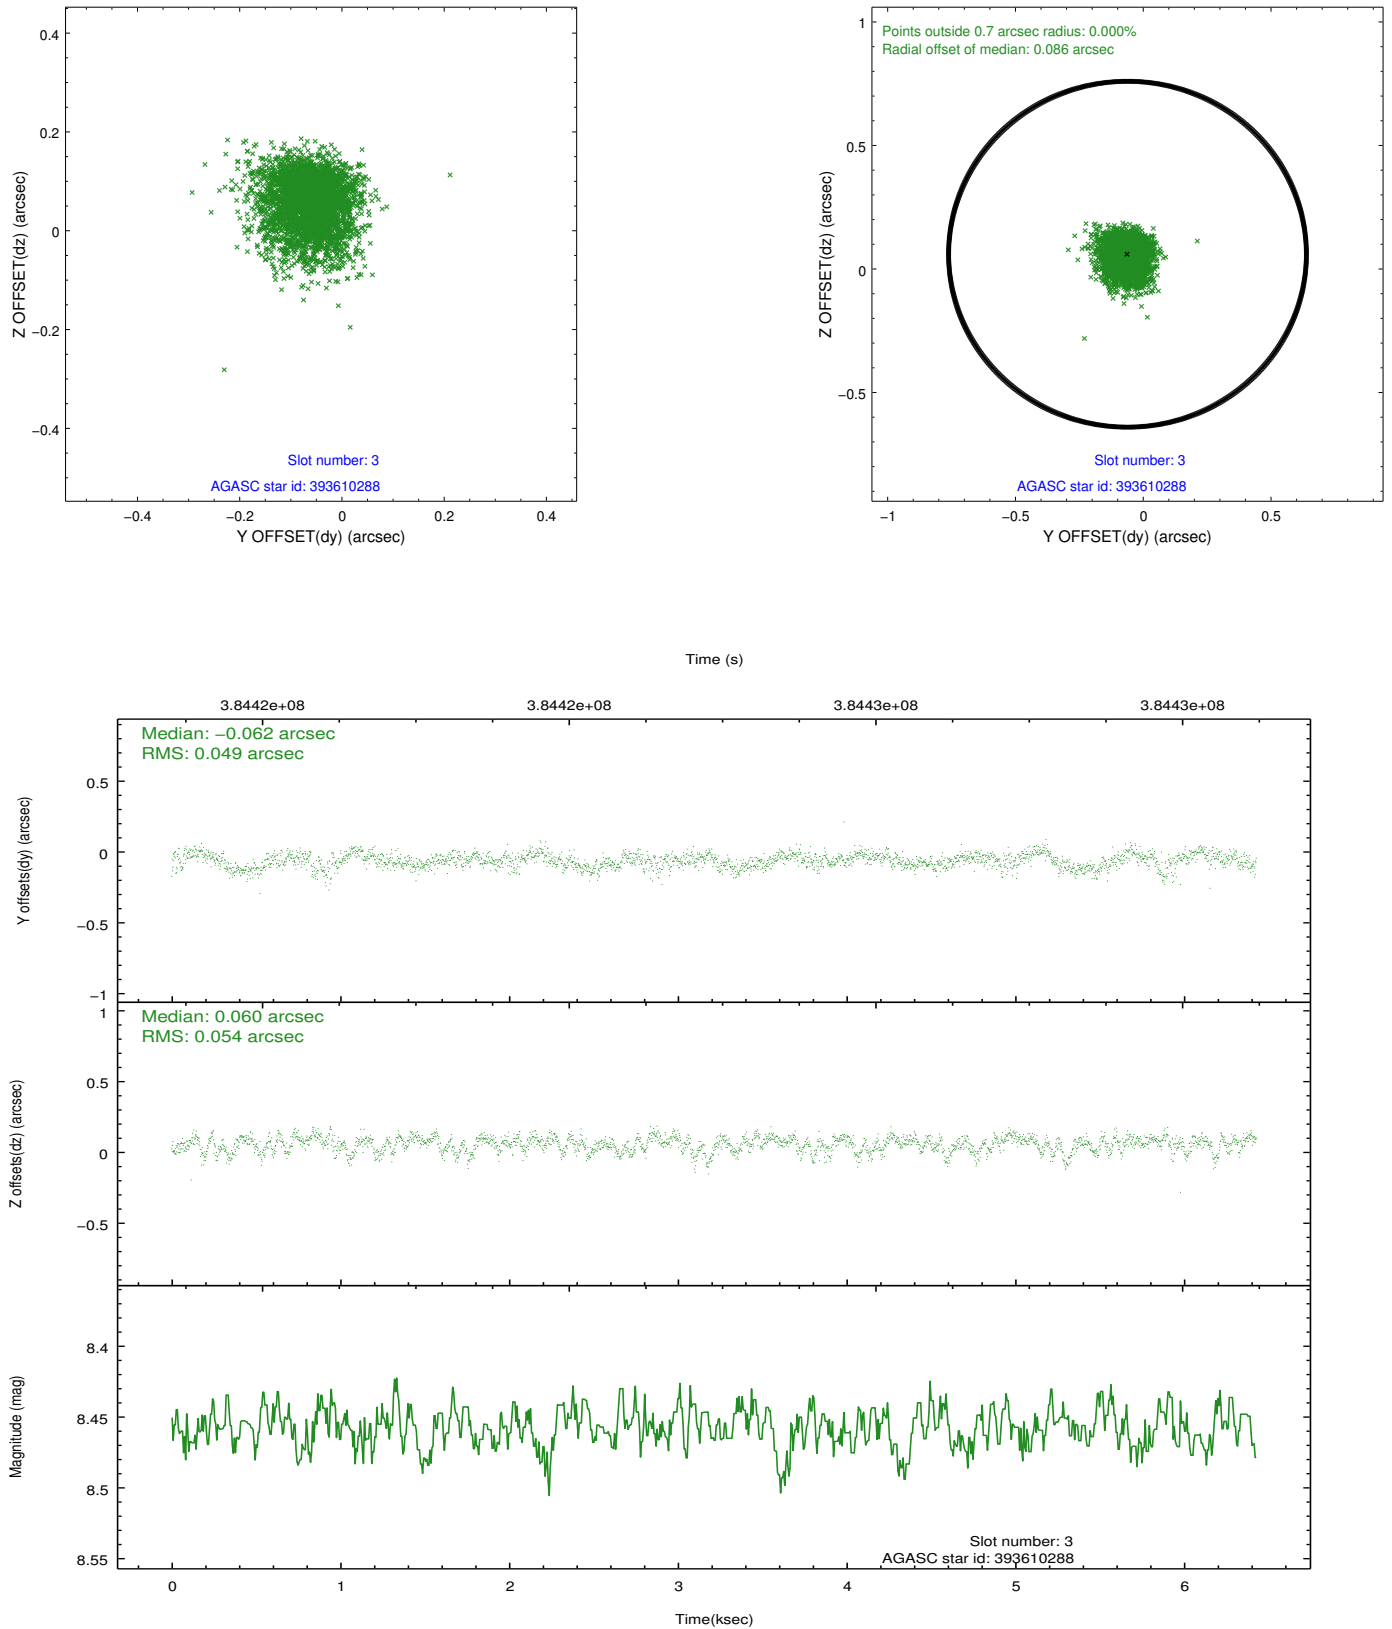 0.4
0.2
0
−0.2
−0.4
Z OFFSET(dz) (arcsec)
Slot number: 3
AGASC star id: 393610288
−0.4 −0.2 0 0.2 0.4
Y OFFSET(dy) (arcsec)
Points outside 0.7 arcsec radius: 0.000%
Radial offset of median: 0.086 arcsec
1
0.5
0
−0.5
Z OFFSET(dz) (arcsec)
Slot number: 3
AGASC star id: 393610288
−1 −0.5 0 0.5
Y OFFSET(dy) (arcsec)
Time (s)
3.8442e+08 3.8442e+08 3.8443e+08 3.8443e+08
Median: −0.062 arcsec
RMS: 0.049 arcsec
0.5
0
−0.5
−1
Y offsets(dy) (arcsec)
Median: 0.060 arcsec
RMS: 0.054 arcsec
1
0.5
0
−0.5
Z offsets(dz) (arcsec)
8.4
8.45
8.5
8.55
Magnitude (mag)
Slot number: 3
AGASC star id: 393610288
0 1 2 3 4 5 6
Time(ksec)